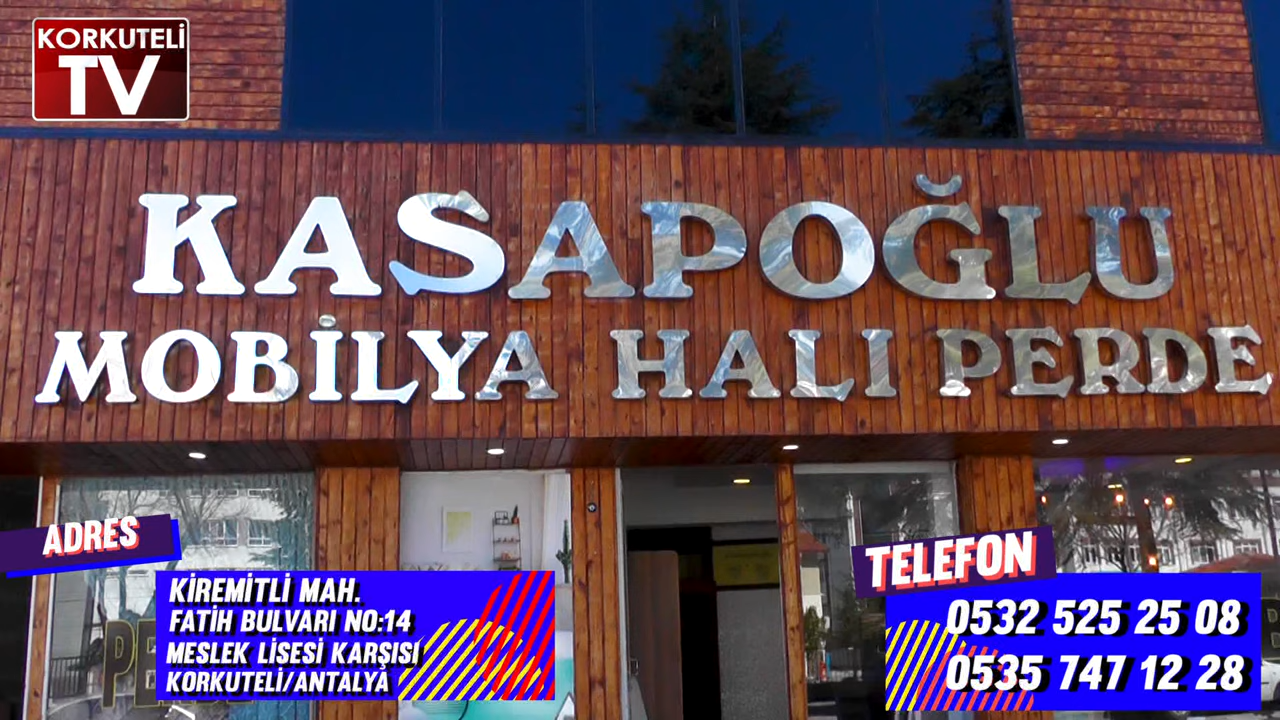 KORKUTELİ
TV
KASAPOĞLU
MOBİLYA HALI PERDE
ADRES
KİREMİTLİ MAH.
FATİH BULVARI NO:14
MESLEK LİSESİ KARŞISI
KORKUTELİ/ANTALYA
TELEFON
0532 525 25 08
0535 747 12 28